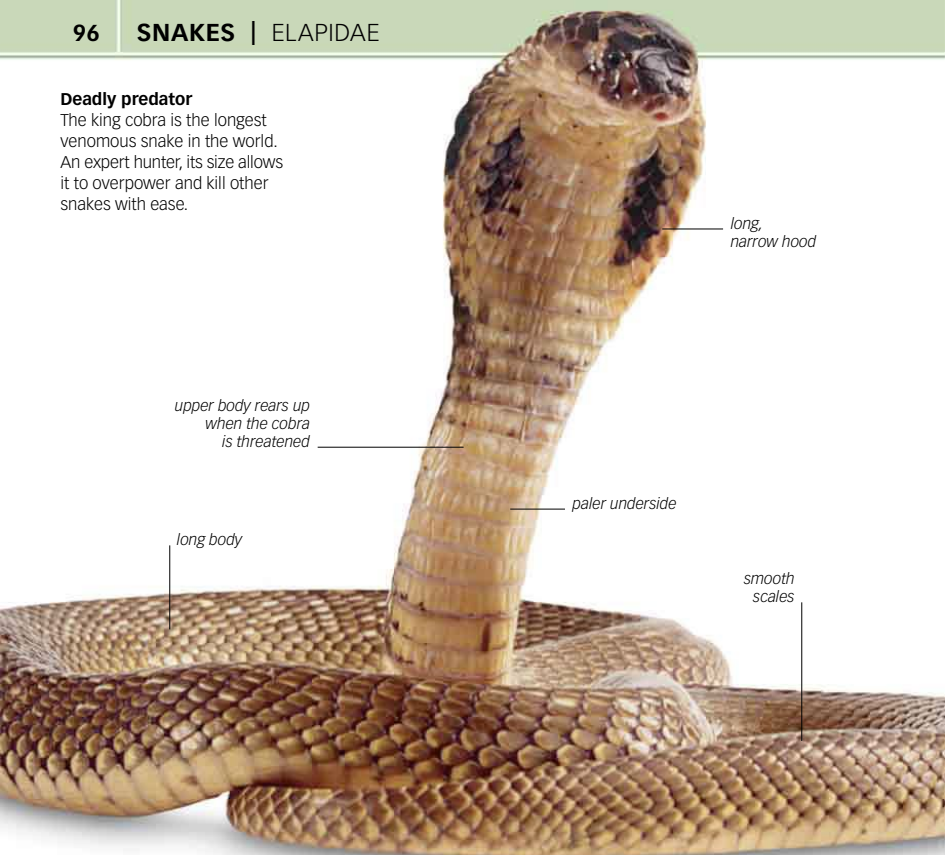 96 SNAKES | ELAPIDAE
Deadly predator
The king cobra is the longest
venomous snake in the world.
An expert hunter, its size allows
it to overpower and kill other
snakes with ease.
long,
narrow hood
upper body rears up
when the cobra
is threatened
paler underside
long body
smooth
scales